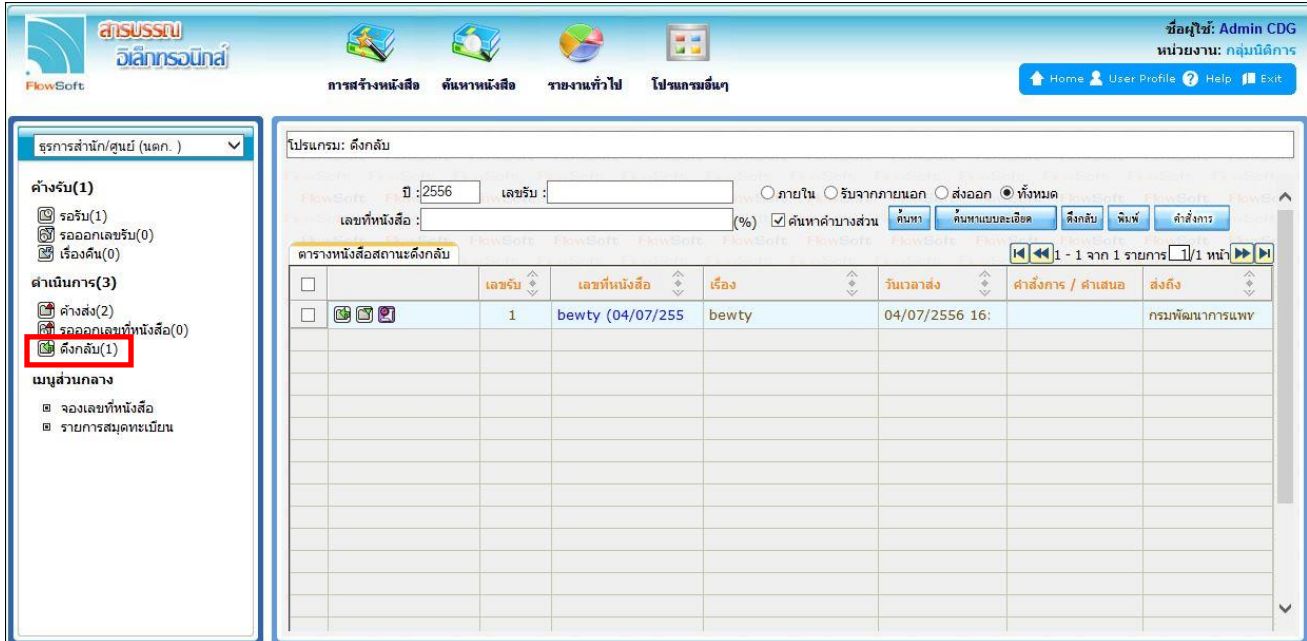 สารบรรณ
อิเล็กทรอนิกส์
FlowSoft
การสร้างหนังสือ ค้นหาหนังสือ รายงานทั่วไป โปรแกรมอื่นๆ
ชื่อผู้ใช้: Admin CDG
หน่วยงาน: กลุ่มนิติการ
Home User Profile Help Exit
ธุรการสำนัก/ศูนย์ (นตก. )
ค้างรับ(1)
รอรับ(1)
รอออกเลขรับ(0)
เรื่องคืน(0)
ดำเนินการ(3)
ค้างส่ง(2)
รอออกเลขที่หนังสือ(0)
ดึงกลับ(1)
เมนูส่วนกลาง
จองเลขที่หนังสือ
รายการสมุดทะเบียน
โปรแกรม: ดึงกลับ
ปี :2556 เลขรับ : ภายใน รับจากภายนอก ส่งออก ทั้งหมด
เลขที่หนังสือ : (%) ค้นหาคำบางส่วน ค้นหา ค้นหาแบบละเอียด ดึงกลับ พิมพ์ คำสั่งการ
ตารางหนังสือสถานะดึงกลับ 1 - 1 จาก 1 รายการ 1/1 หน้า
เลขรับ เลขที่หนังสือ เรื่อง วันเวลาส่ง คำสั่งการ / คำเสนอ ส่งถึง
1 bewty (04/07/255 bewty 04/07/2556 16: กรมพัฒนาการแพท